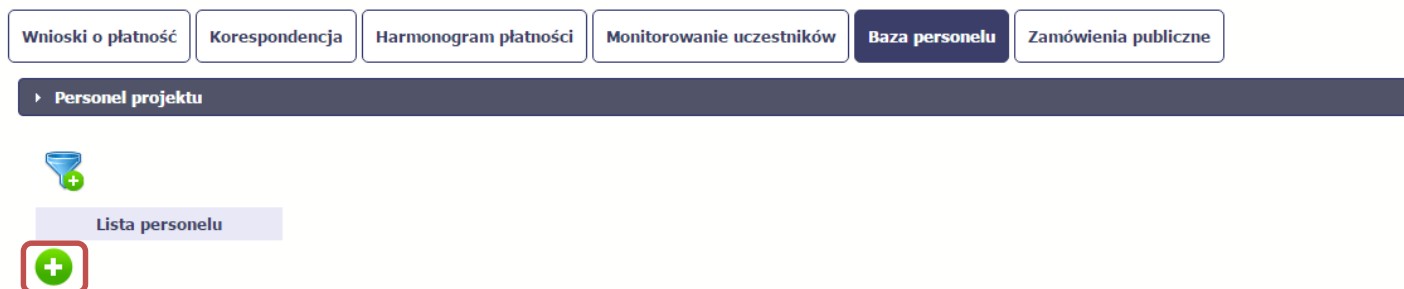 Wnioski o płatność Korespondencja Harmonogram płatności Monitorowanie uczestników Baza personelu Zamówienia publiczne
Personel projektu
Lista personelu